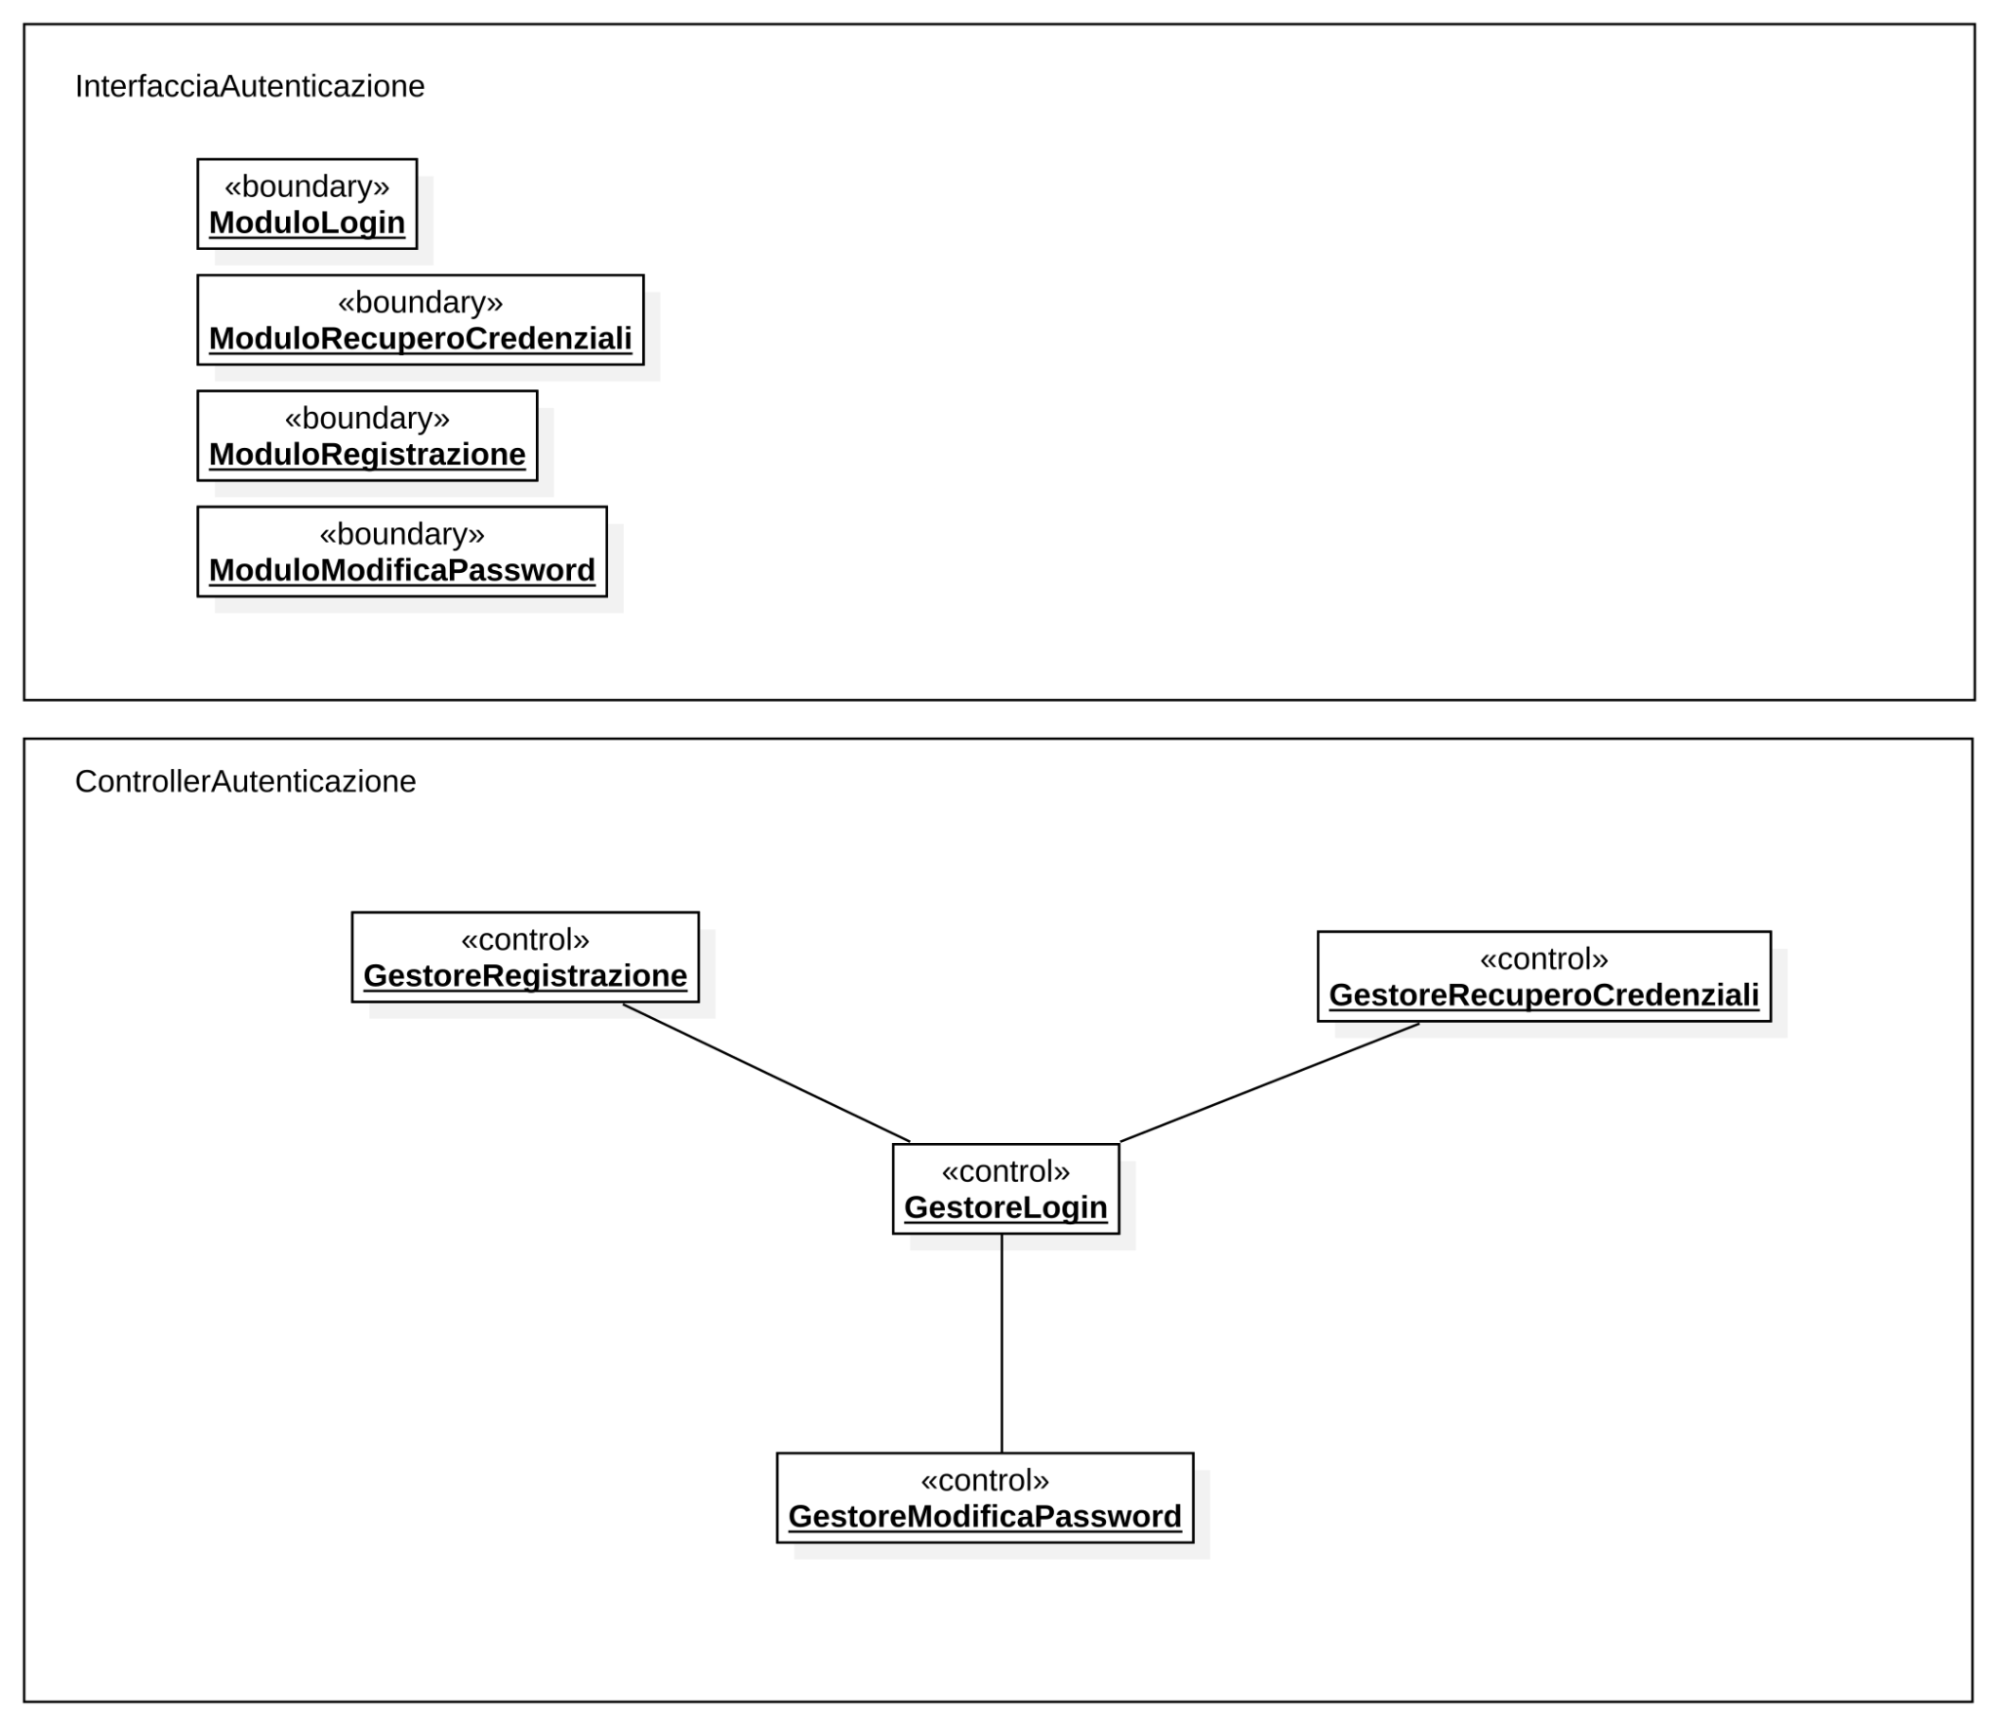 InterfacciaAutenticazione
«boundary»
ModuloLogin
«boundary»
ModuloRecuperoCredenziali
«boundary»
ModuloRegistrazione
«boundary»
ModuloModificaPassword
ControllerAutenticazione
«control»
GestoreRegistrazione
«control»
GestoreRecuperoCredenziali
«control»
GestoreLogin
«control»
GestoreModificaPassword